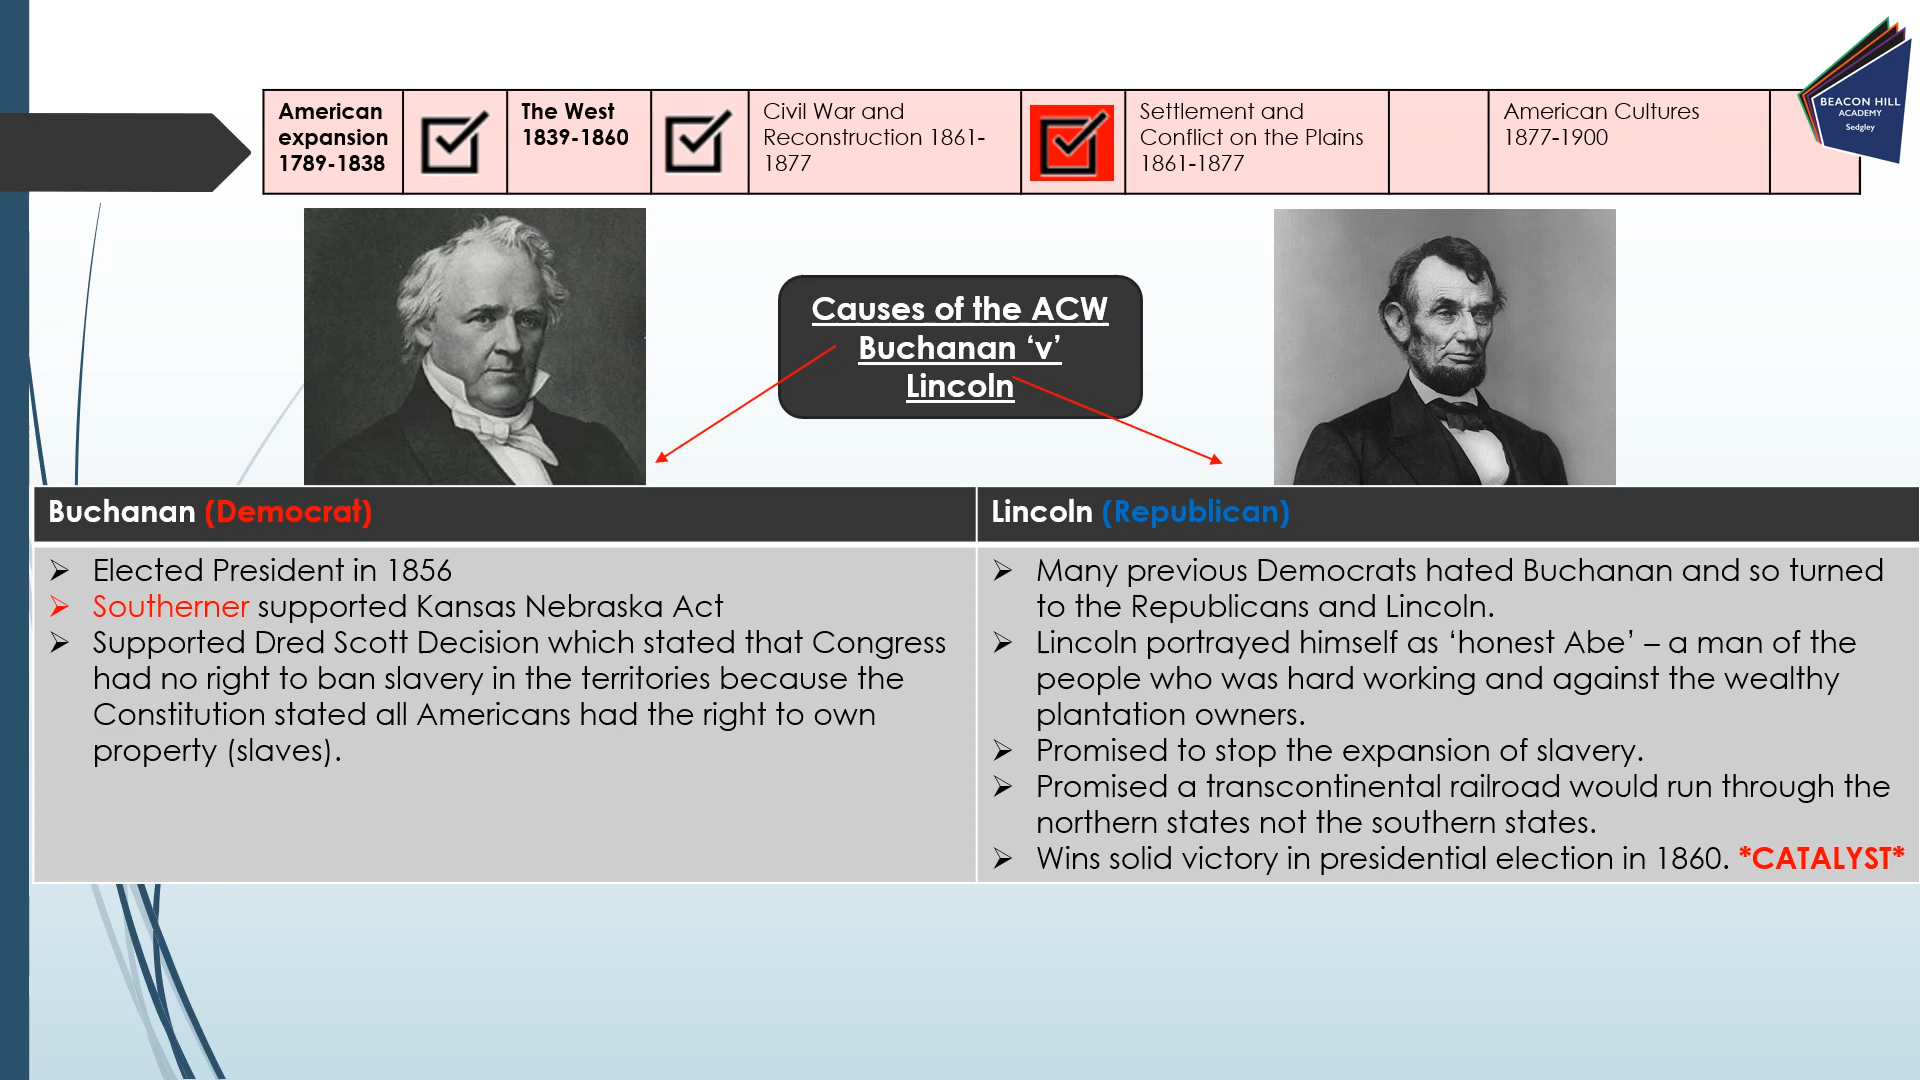 American
expansion
1789-1838
The West
1839-1860
Civil War and
Reconstruction 1861-
1877
Settlement and
Conflict on the Plains
1861-1877
American Cultures
1877-1900
BEACON HILL
ACADEMY
Sedgley
Causes of the ACW
Buchanan ‘v’
Lincoln
Buchanan (Democrat)
➢ Elected President in 1856
➢ Southerner supported Kansas Nebraska Act
➢ Supported Dred Scott Decision which stated that Congress
had no right to ban slavery in the territories because the
Constitution stated all Americans had the right to own
property (slaves).
Lincoln (Republican)
➢ Many previous Democrats hated Buchanan and so turned
to the Republicans and Lincoln.
➢ Lincoln portrayed himself as ‘honest Abe’ – a man of the
people who was hard working and against the wealthy
plantation owners.
➢ Promised to stop the expansion of slavery.
➢ Promised a transcontinental railroad would run through the
northern states not the southern states.
➢ Wins solid victory in presidential election in 1860. *CATALYST*